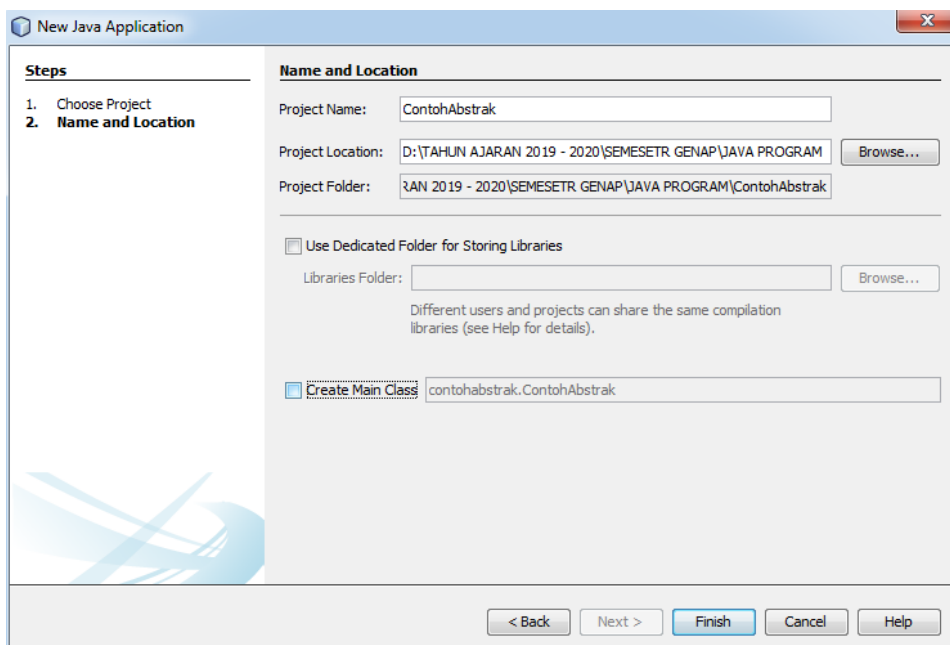 New Java Application
Steps
1. Choose Project
2. Name and Location
Name and Location
Project Name: ContohAbstrak
Project Location: D:\TAHUN AJARAN 2019 - 2020\SEMESETR GENAP\JAVA PROGRAM Browse...
Project Folder: RAN 2019 - 2020\SEMESETR GENAP\JAVA PROGRAM\ContohAbstrak
Use Dedicated Folder for Storing Libraries
Libraries Folder: Browse...
Different users and projects can share the same compilation
libraries (see Help for details).
Create Main Class contohabstrak.ContohAbstrak
< Back Next > Finish Cancel Help